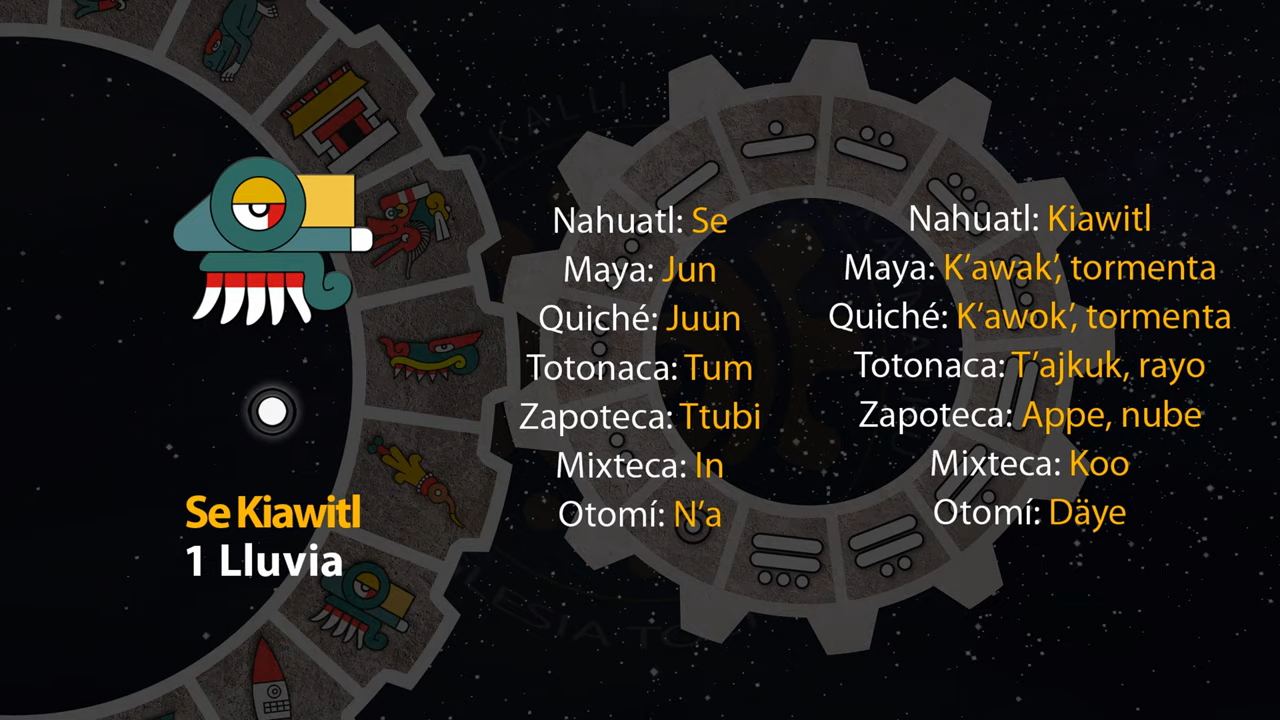 Nahuatl: Se
Maya: Jun
Quiché: Juun
Totonaca: Tum
Zapoteca: Ttubi
Mixteca: In
Otomí: N’a
Nahuatl: Kiawitl
Maya: K’awak’, tormenta
Quiché: K’awok’, tormenta
Totonaca: T’ajkuk, rayo
Zapoteca: Appe, nube
Mixteca: Koo
Otomí: Däye
Se Kiawitl
1 Lluvia